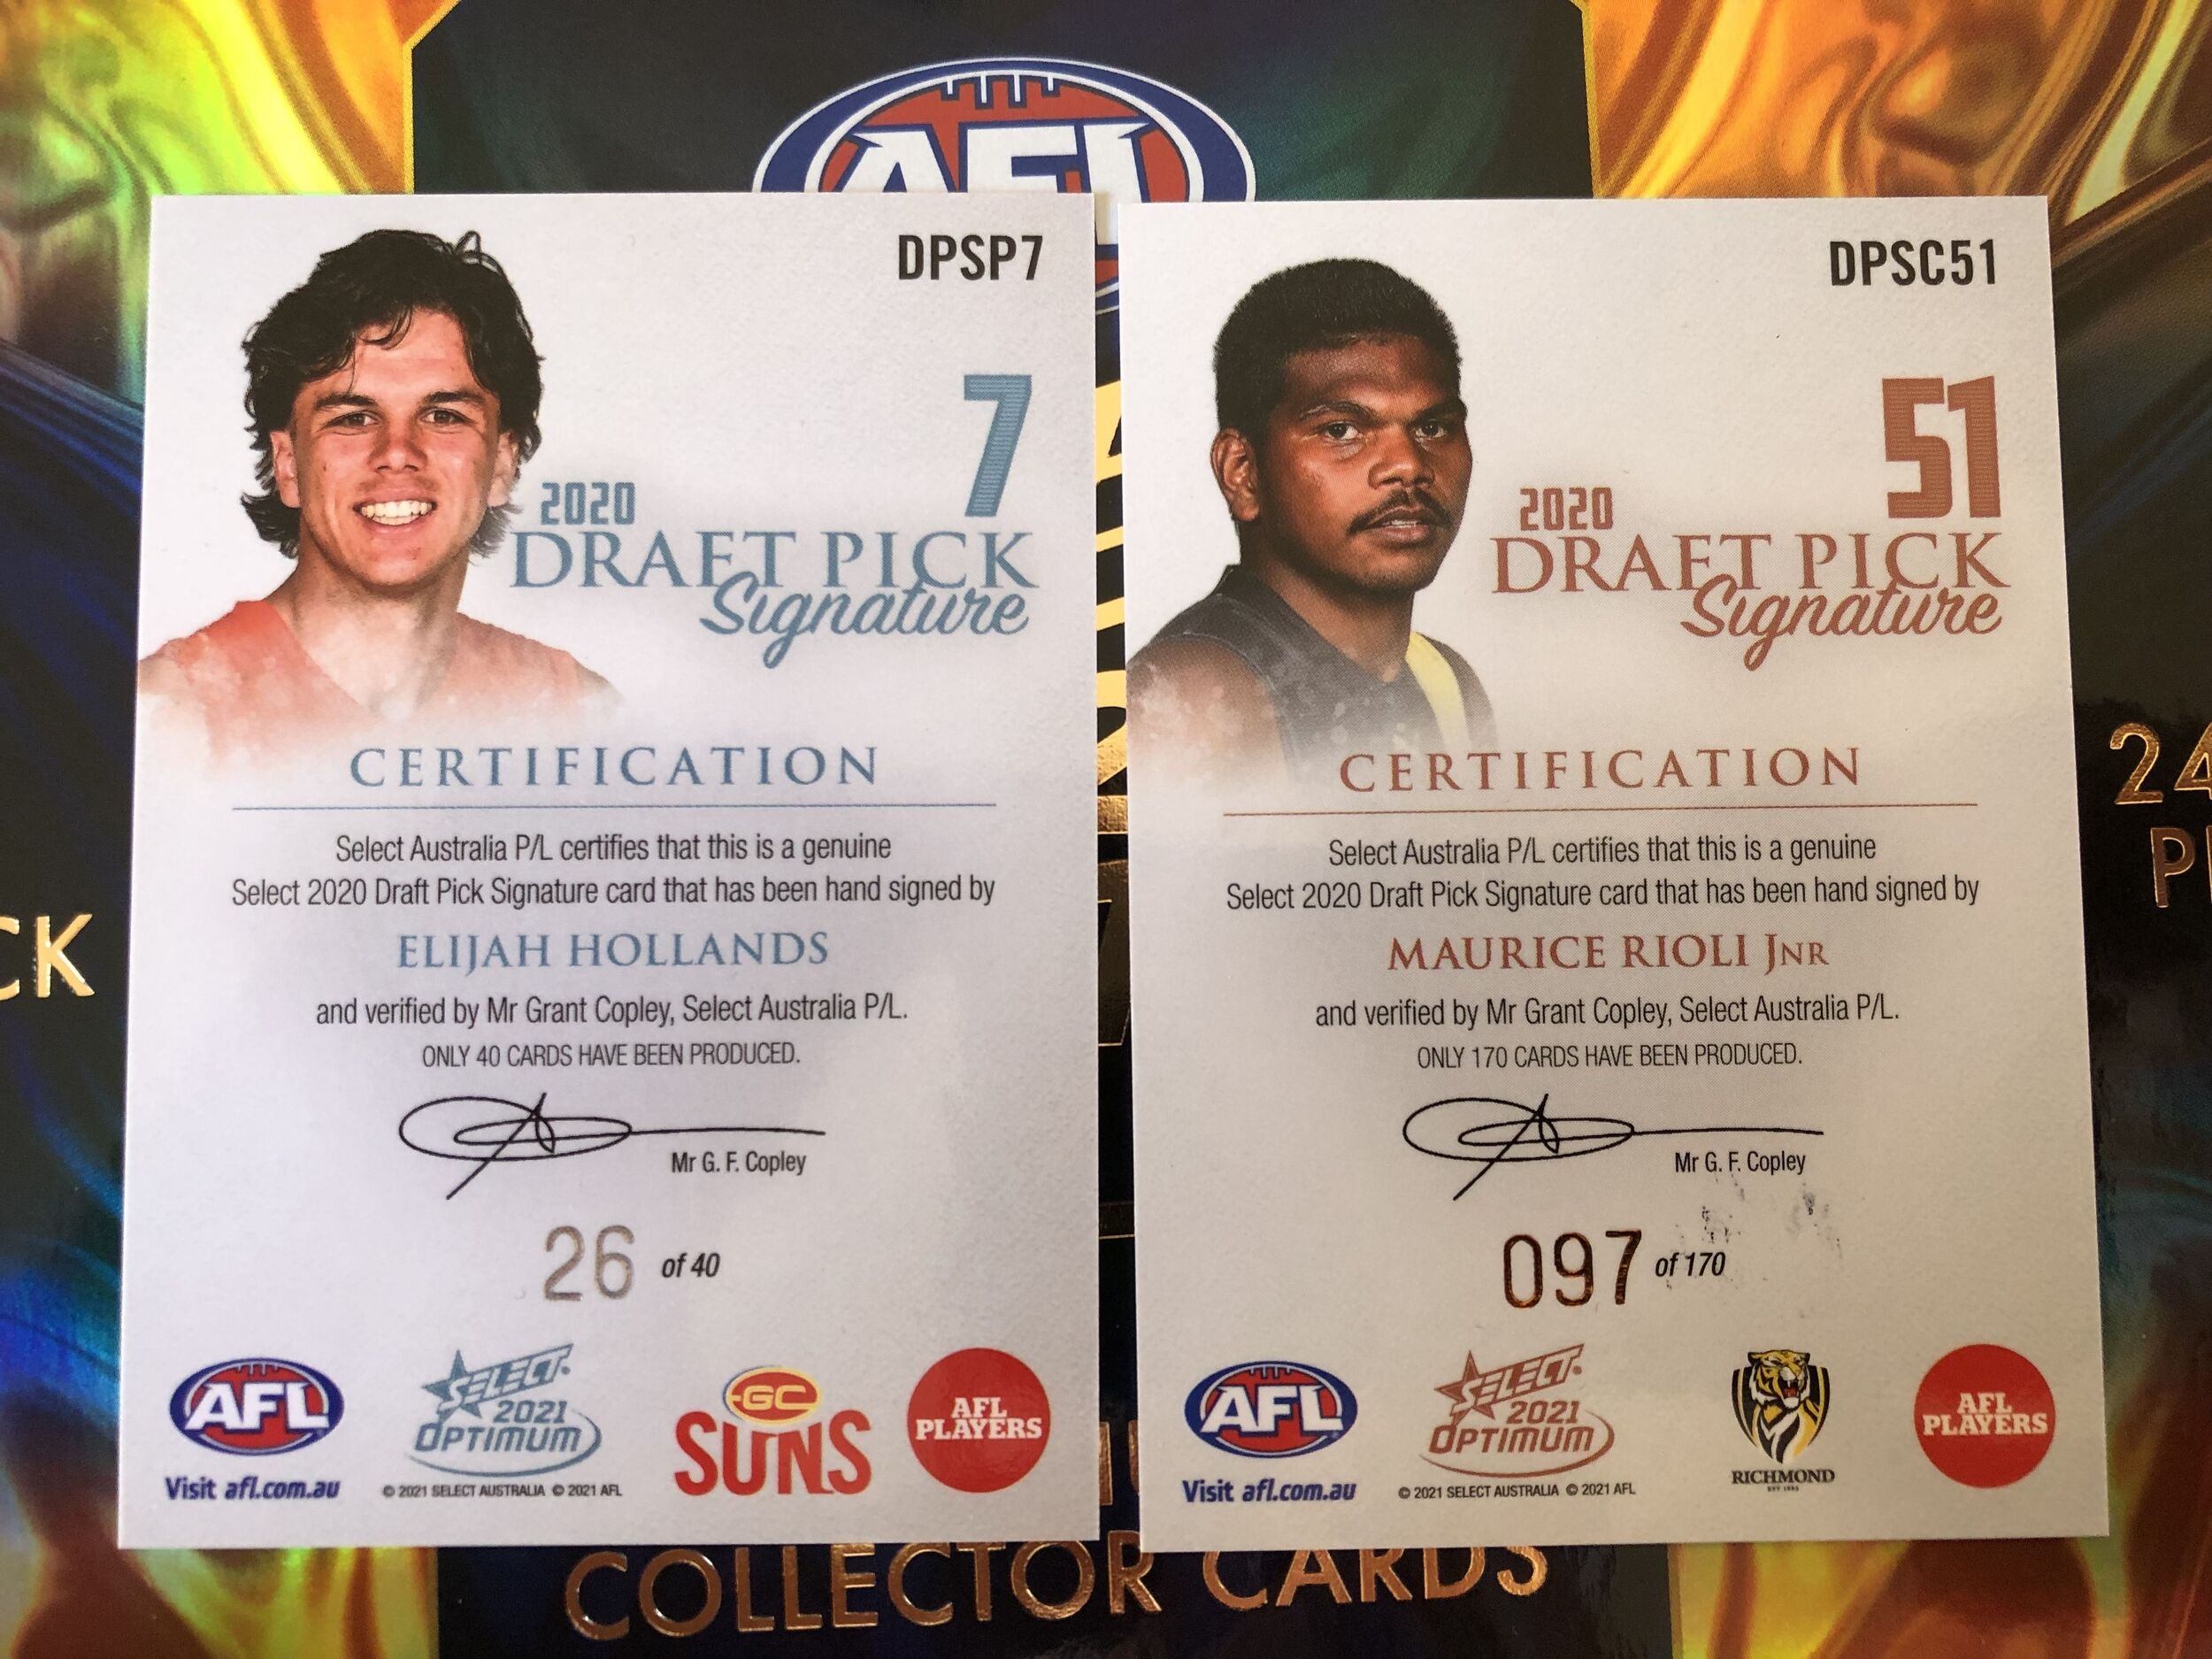 AFL
DPSP7
7
2020
DRAFT PICK
Signature
CERTIFICATION
Select Australia P/L certifies that this is a genuine
Select 2020 Draft Pick Signature card that has been hand signed by
ELIJAH HOLLANDS
and verified by Mr Grant Copley, Select Australia P/L.
ONLY 40 CARDS HAVE BEEN PRODUCED.
Mr G. F. Copley
26 of 40
AFL
Visit afl.com.au
SELECT
2021
OPTIMUM
© 2021 SELECT AUSTRALIA © 2021 AFL
GC
SUNS
AFL
PLAYERS
DPSC51
51
2020
DRAFT PICK
Signature
CERTIFICATION
Select Australia P/L certifies that this is a genuine
Select 2020 Draft Pick Signature card that has been hand signed by
MAURICE RIOLI JNR
and verified by Mr Grant Copley, Select Australia P/L.
ONLY 170 CARDS HAVE BEEN PRODUCED.
Mr G. F. Copley
097 of 170
AFL
Visit afl.com.au
SELECT
2021
OPTIMUM
© 2021 SELECT AUSTRALIA © 2021 AFL
RICHMOND
AFL
PLAYERS
24
COLLECTOR CARDS